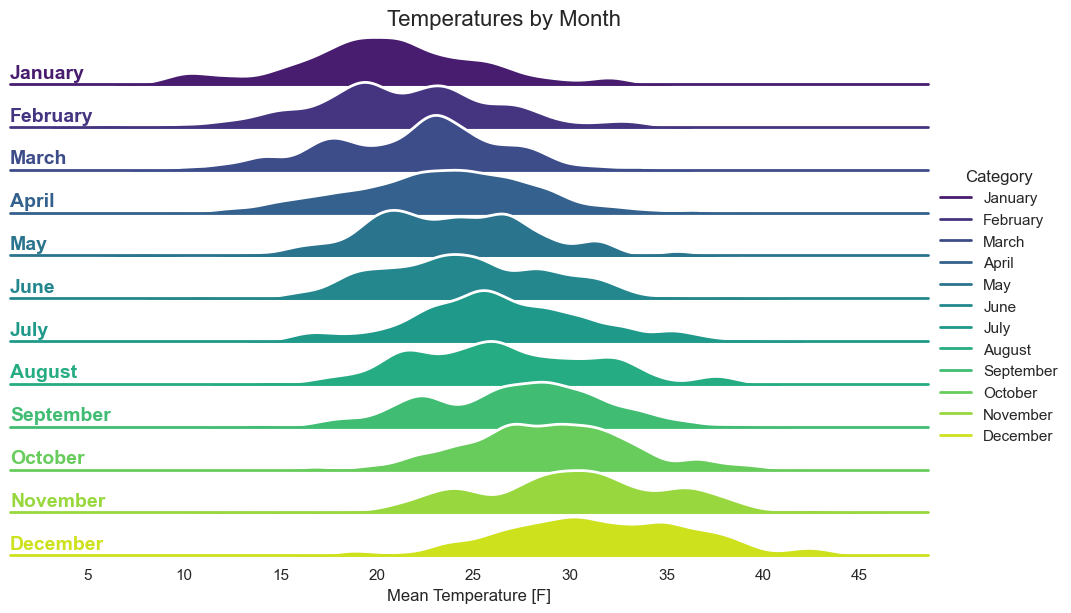 Temperatures by Month
January
February
March
April
May
June
July
August
September
October
November
December
5 10 15 20 25 30 35 40 45
Mean Temperature [F]
Category
January
February
March
April
May
June
July
August
September
October
November
December